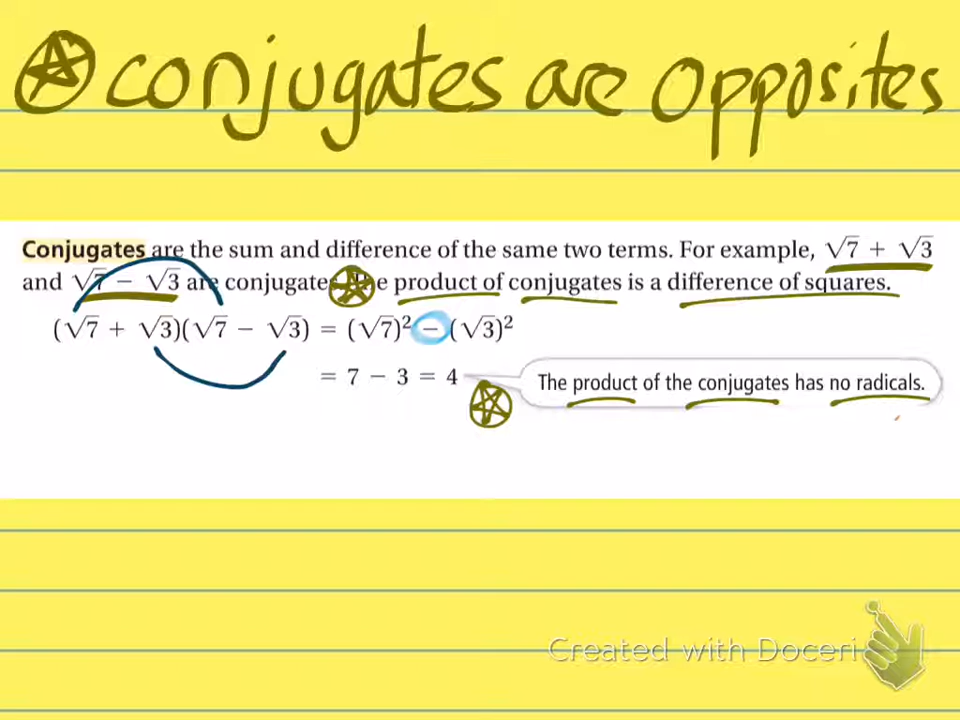 conjugates are opposites
Conjugates are the sum and difference of the same two terms. For example, √7 + √3
and √7 − √3 are conjugates. The product of conjugates is a difference of squares.
(√7 + √3)(√7 − √3) = (√7)² − (√3)²
= 7 − 3 = 4
The product of the conjugates has no radicals.
Created with Doceri